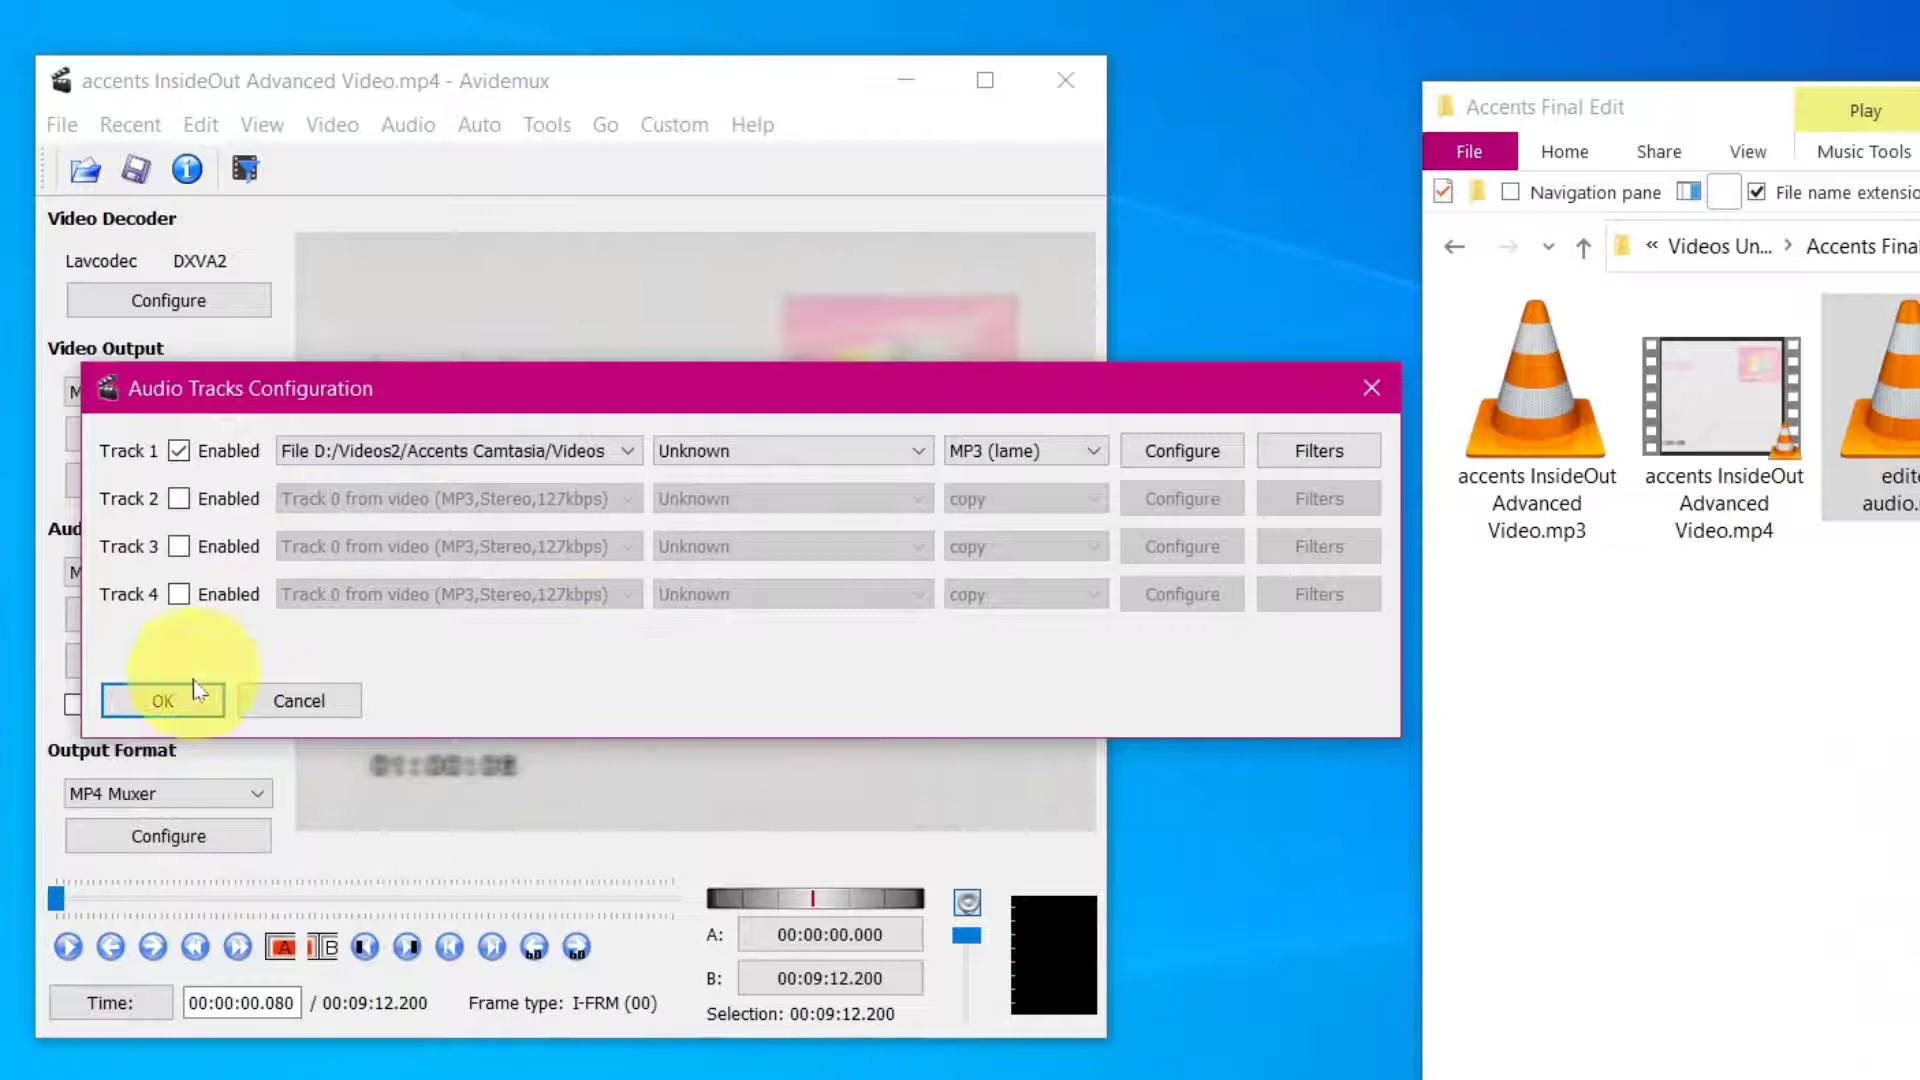 accents InsideOut Advanced Video.mp4 - Avidemux
File Recent Edit View Video Audio Auto Tools Go Custom Help
Video Decoder
Lavcodec DXVA2
Configure
Video Output
Audio Tracks Configuration
Track 1 Enabled File D:/Videos2/Accents Camtasia/Videos Unknown MP3 (lame) Configure Filters
Track 2 Enabled Track 0 from video (MP3,Stereo,127kbps) Unknown copy Configure Filters
Track 3 Enabled Track 0 from video (MP3,Stereo,127kbps) Unknown copy Configure Filters
Track 4 Enabled Track 0 from video (MP3,Stereo,127kbps) Unknown copy Configure Filters
OK Cancel
Output Format
01:00:08
MP4 Muxer
Configure
A B 60 60
A: 00:00:00.000
B: 00:09:12.200
Time: 00:00:00.080 / 00:09:12.200 Frame type: I-FRM (00)
Selection: 00:09:12.200
Accents Final Edit Play
File Home Share View Music Tools
Navigation pane File name extensio
« Videos Un... > Accents Fina
accents InsideOut
Advanced
Video.mp3
accents InsideOut
Advanced
Video.mp4
edite
audio.